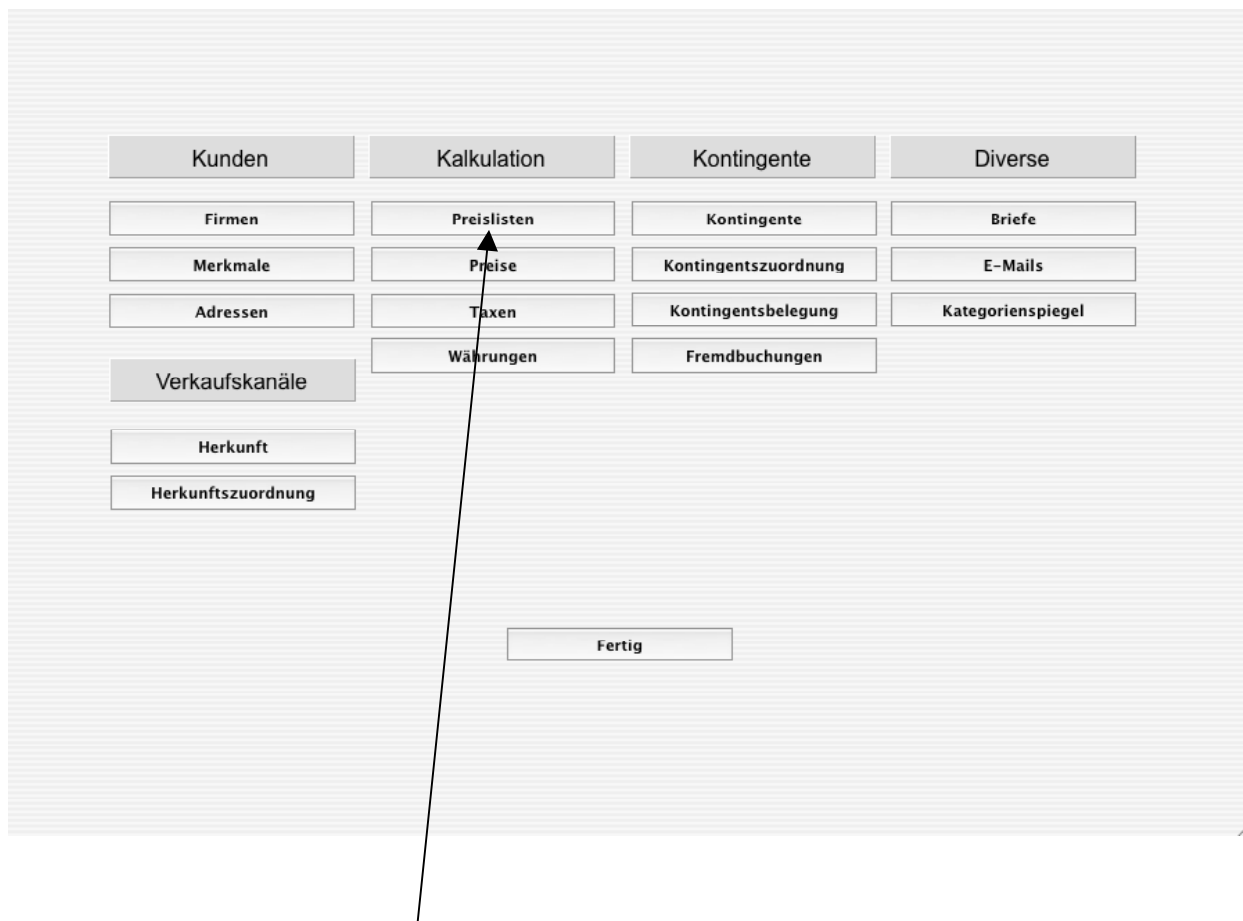 Kunden
Firmen
Merkmale
Adressen
Verkaufskanäle
Herkunft
Herkunftszuordnung
Kalkulation
Preislisten
Preise
Taxen
Währungen
Kontingente
Kontingente
Kontingentszuordnung
Kontingentsbelegung
Fremdbuchungen
Diverse
Briefe
E-Mails
Kategorienspiegel
Fertig